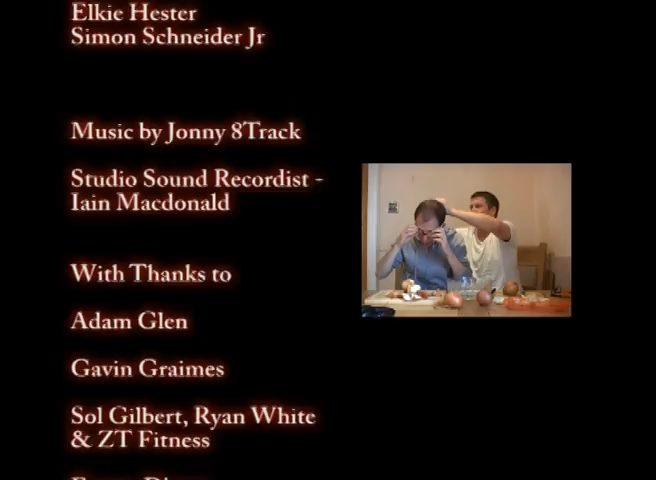 Elkie Hester
Simon Schneider Jr
Music by Jonny 8Track
Studio Sound Recordist -
Iain Macdonald
With Thanks to
Adam Glen
Gavin Graimes
Sol Gilbert, Ryan White
& ZT Fitness